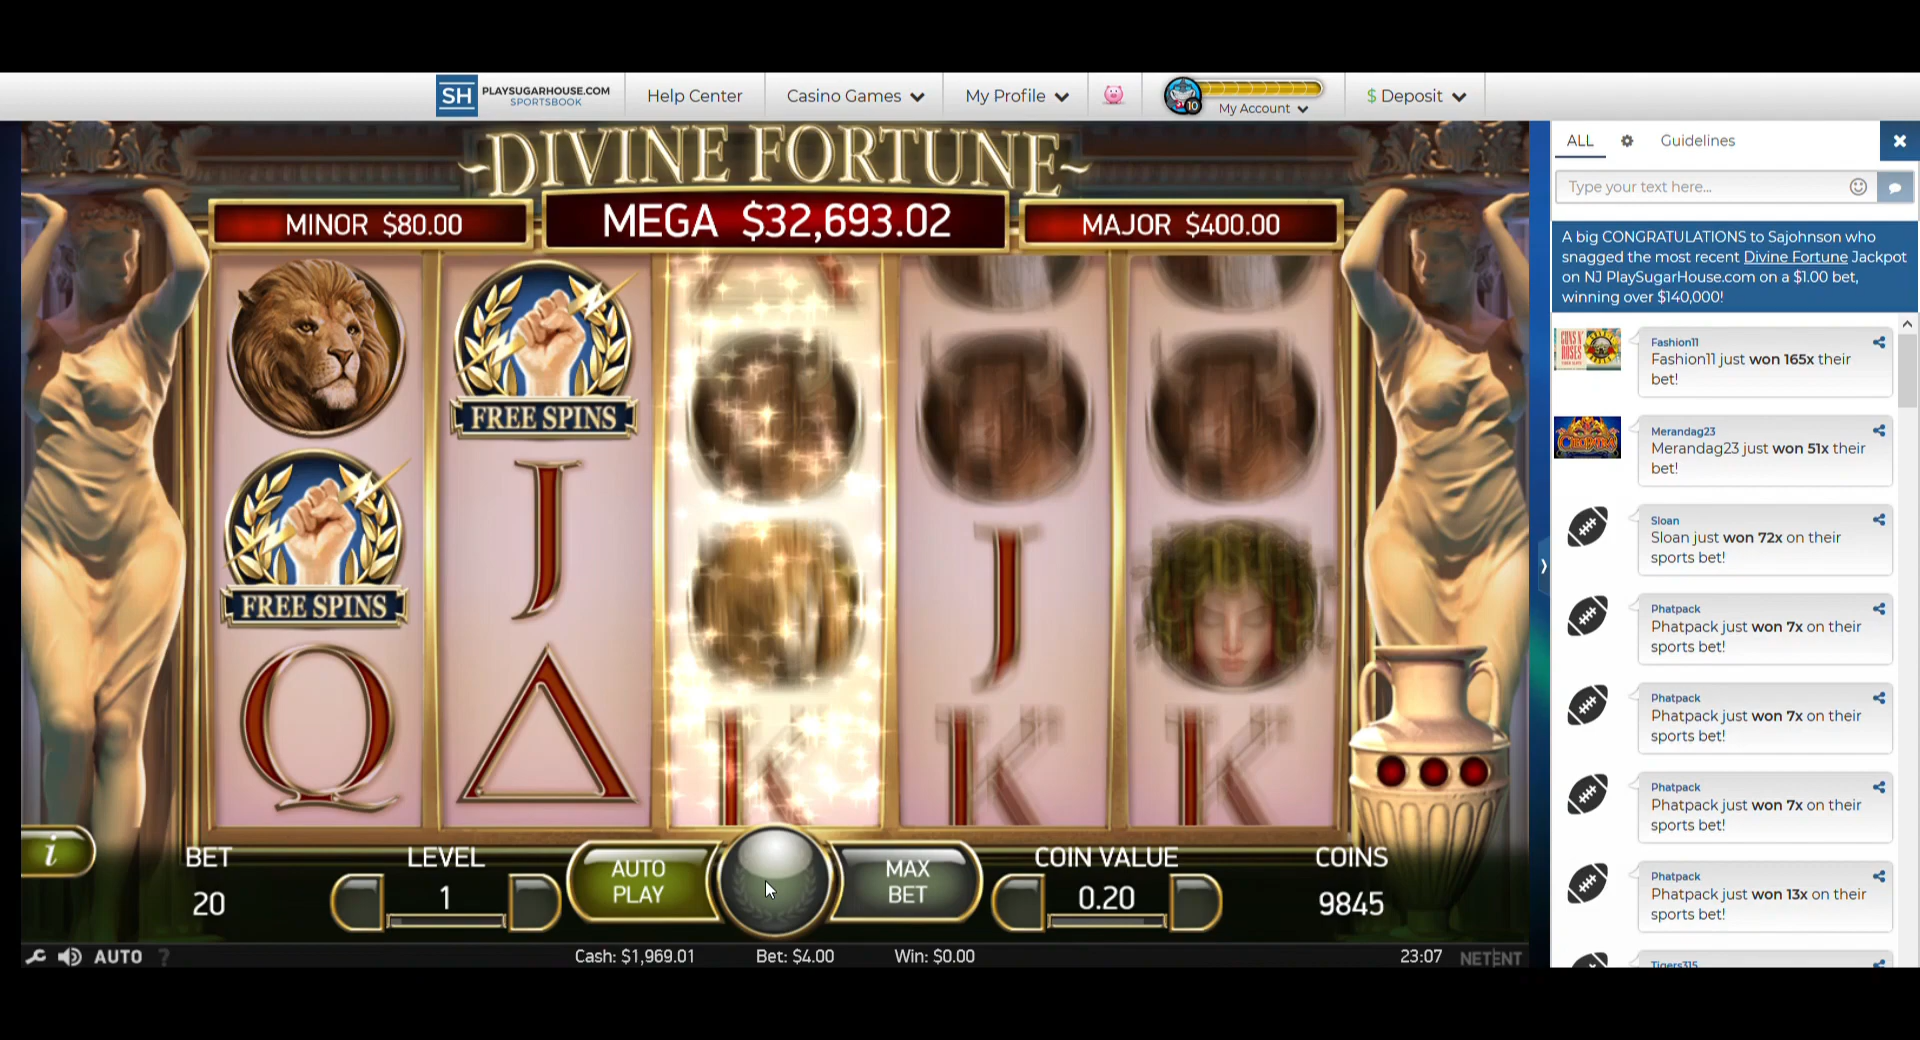 SH PLAYSUGARHOUSE.COM
SPORTSBOOK
Help Center
Casino Games
My Profile
10
My Account
$ Deposit
DIVINE FORTUNE
MINOR $80.00
MEGA $32,693.02
MAJOR $400.00
FREE SPINS
FREE SPINS
J
Q
J
K
K
K
i
BET
20
LEVEL
1
AUTO
PLAY
MAX
BET
COIN VALUE
0.20
COINS
9845
AUTO ?
Cash: $1,969.01
Bet: $4.00
Win: $0.00
23:07
NETENT
ALL
Guidelines
Type your text here...
A big CONGRATULATIONS to Sajohnson who
snagged the most recent Divine Fortune Jackpot
on NJ PlaySugarHouse.com on a $1.00 bet,
winning over $140,000!
GUNS N'
ROSES
Fashion11
Fashion11 just won 165x their
bet!
CLEOPATRA
Merandag23
Merandag23 just won 51x their
bet!
Sloan
Sloan just won 72x on their
sports bet!
Phatpack
Phatpack just won 7x on their
sports bet!
Phatpack
Phatpack just won 7x on their
sports bet!
Phatpack
Phatpack just won 7x on their
sports bet!
Phatpack
Phatpack just won 13x on their
sports bet!
Tigers315